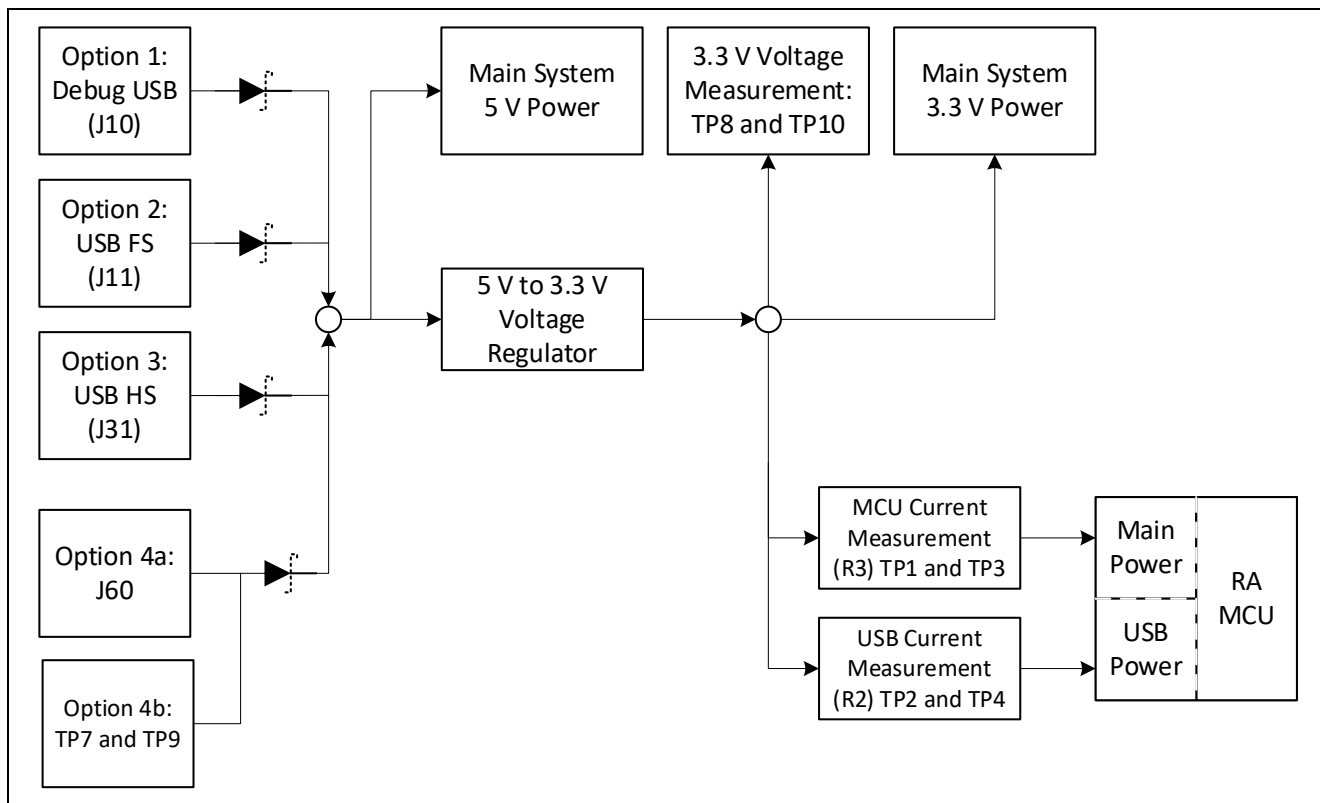 Option 1:
Debug USB
(J10)
Main System
5 V Power
3.3 V Voltage
Measurement:
TP8 and TP10
Main System
3.3 V Power
Option 2:
USB FS
(J11)
5 V to 3.3 V
Voltage
Regulator
Option 3:
USB HS
(J31)
Option 4a:
J60
Option 4b:
TP7 and TP9
MCU Current
Measurement
(R3) TP1 and TP3
USB Current
Measurement
(R2) TP2 and TP4
Main
Power
USB
Power
RA
MCU